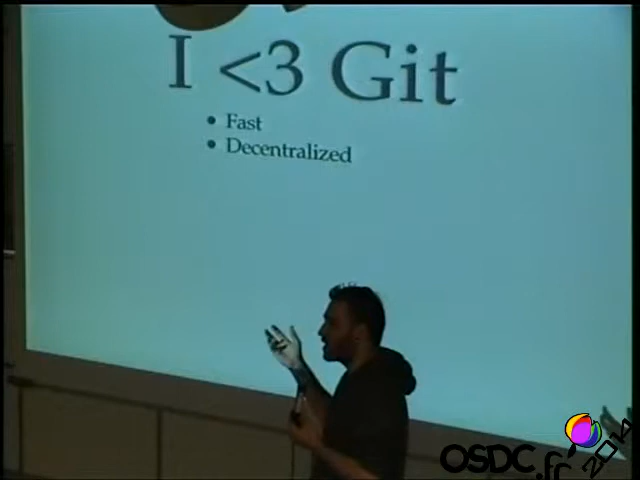 I <3 Git
• Fast
• Decentralized
OSDC.fr 2014